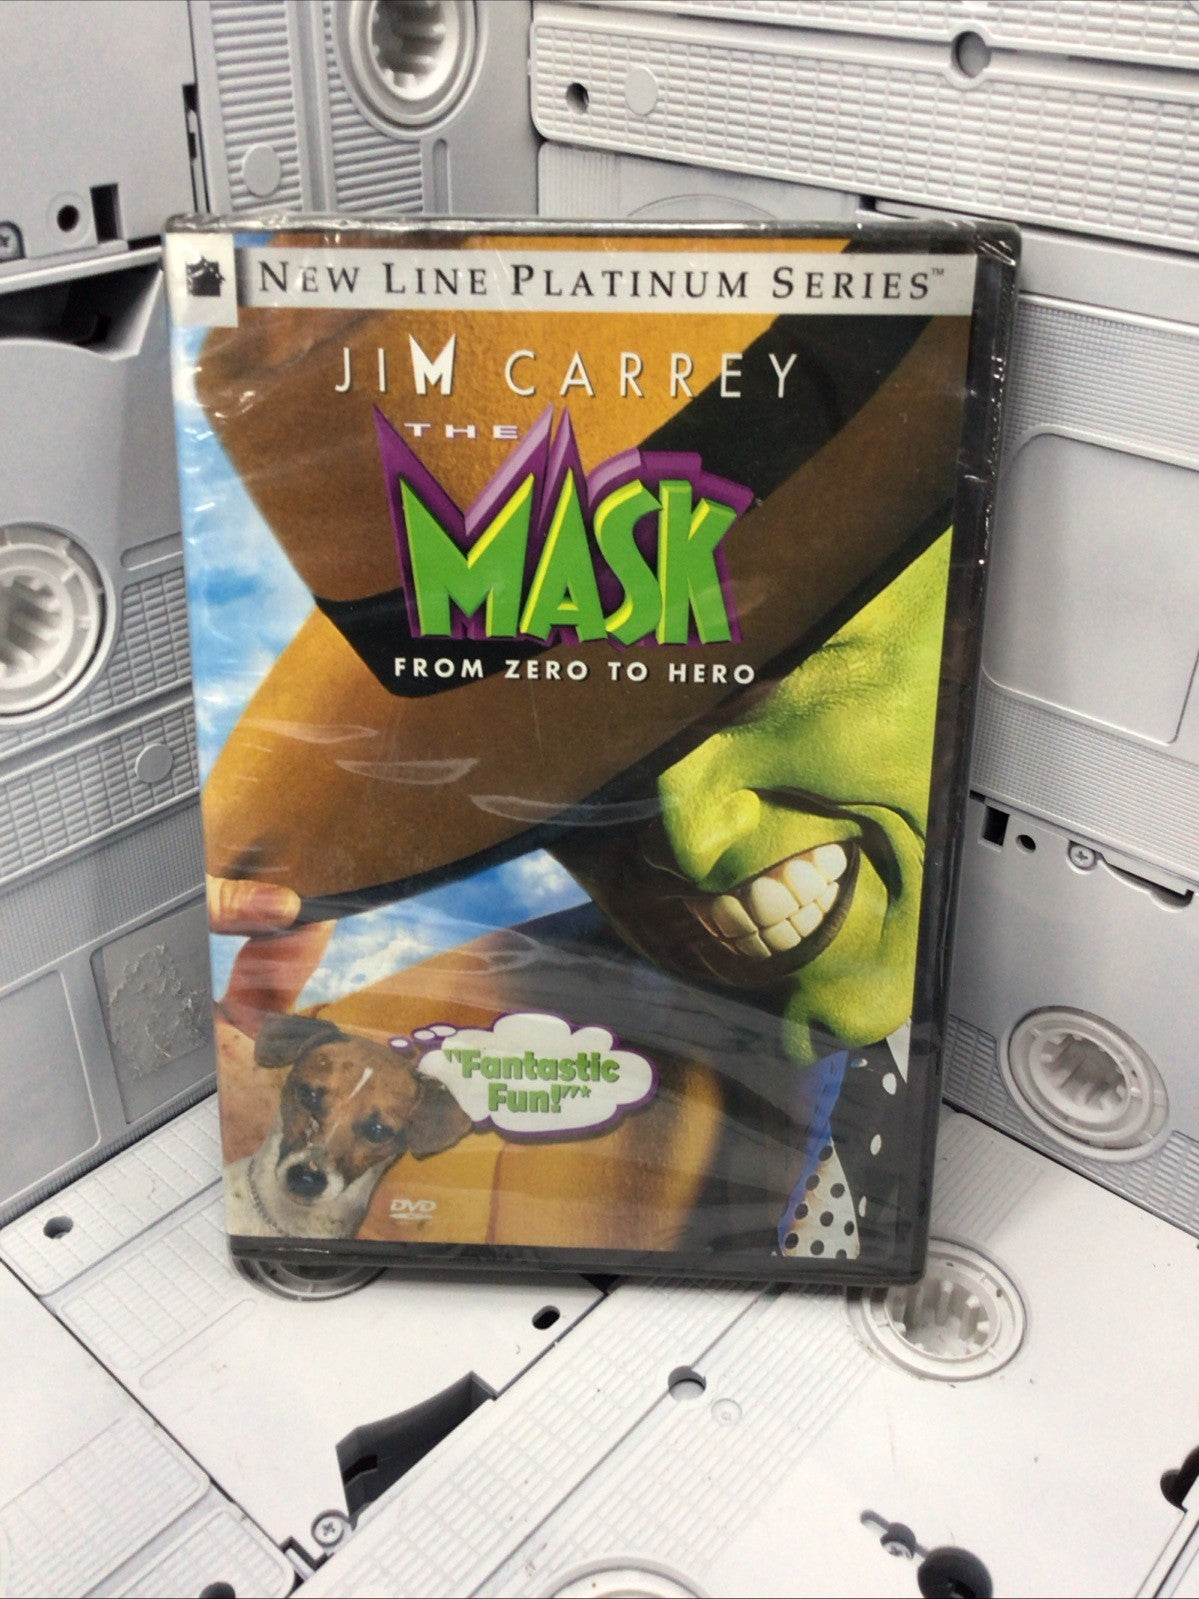 NEW LINE PLATINUM SERIES™
JIM CARREY
THE
MASK
FROM ZERO TO HERO
"Fantastic
Fun!"*
DVD